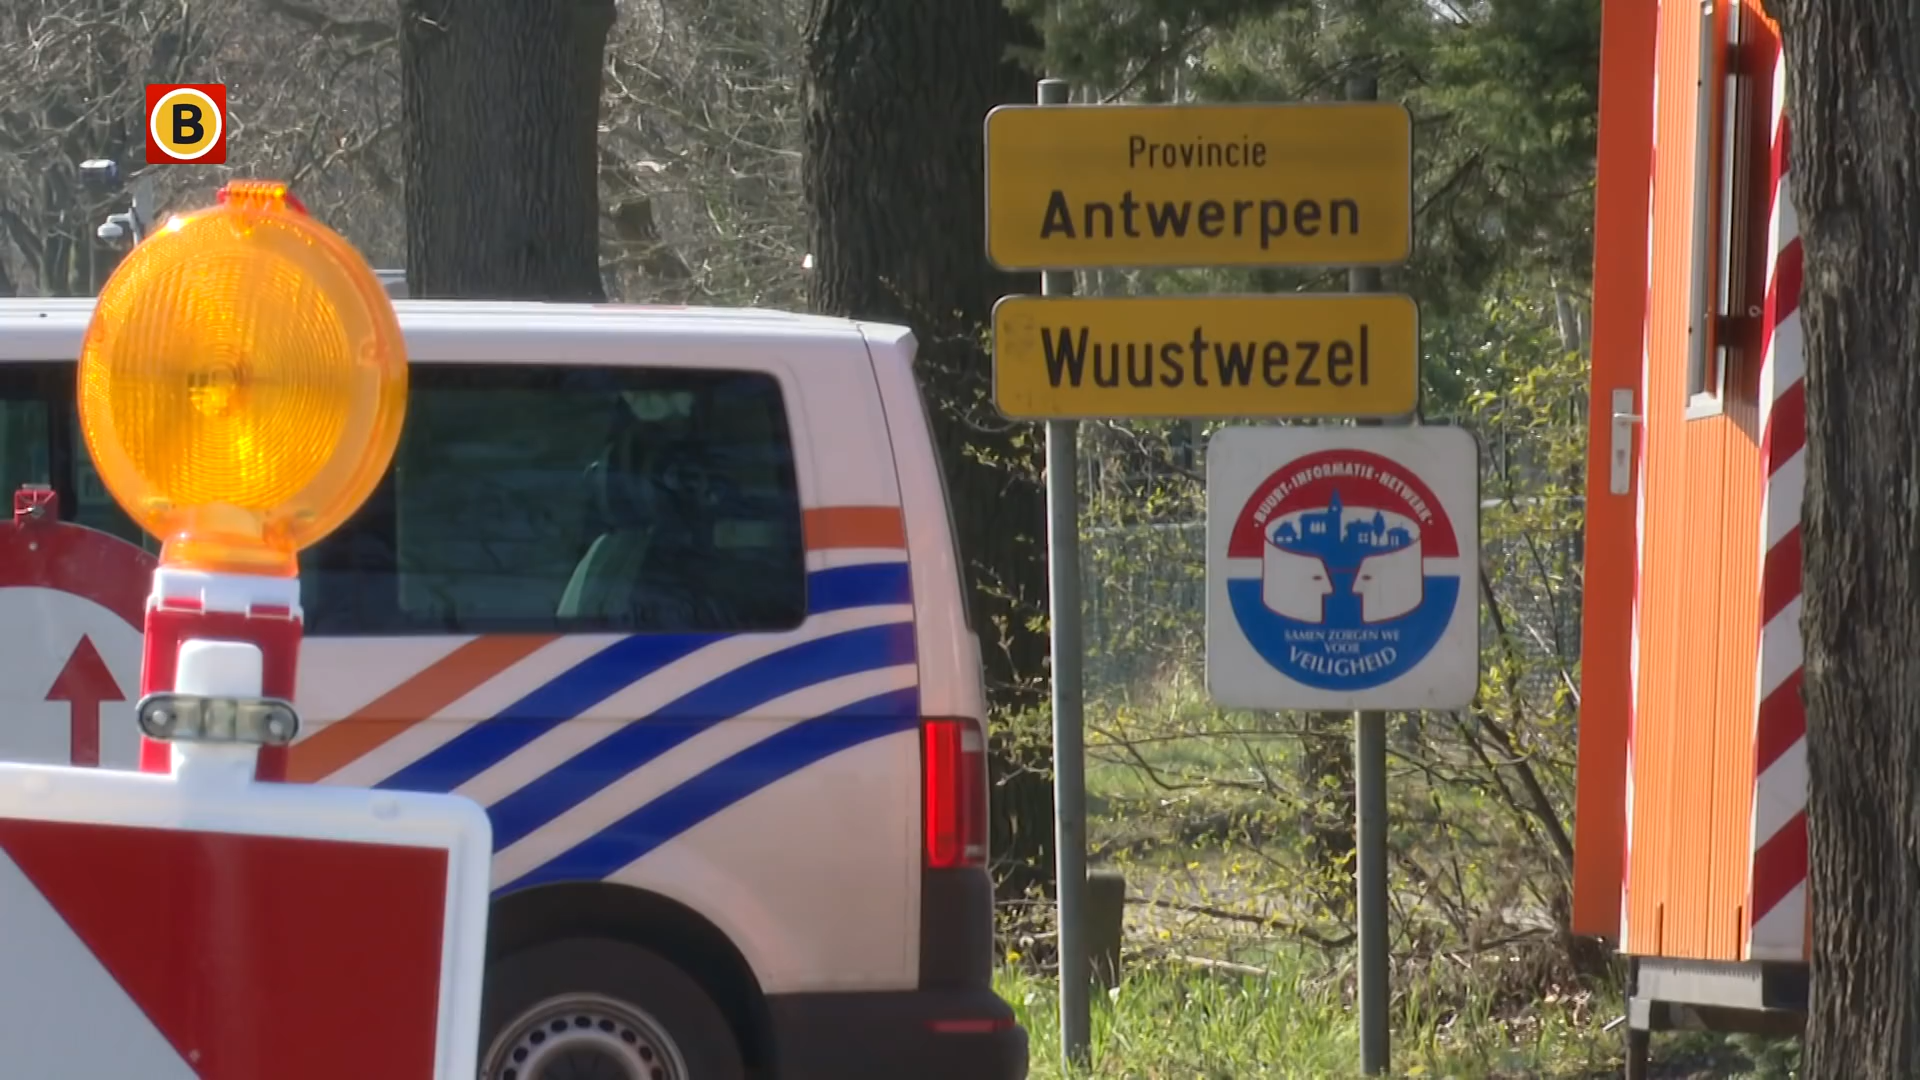 B
Provincie
Antwerpen
Wuustwezel
·BUURT·INFORMATIE·NETWERK·
SAMEN ZORGEN WE
VOOR
VEILIGHEID